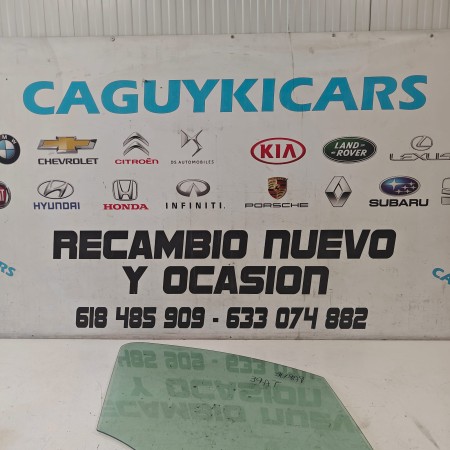 CAGUYKICARS
CHEVROLET CITROËN DS AUTOMOBILES KIA LAND ROVER LEXUS
HYUNDAI HONDA INFINITI PORSCHE RENAULT SUBARU
RECAMBIO NUEVO
Y OCASION
618 485 909 - 633 074 882